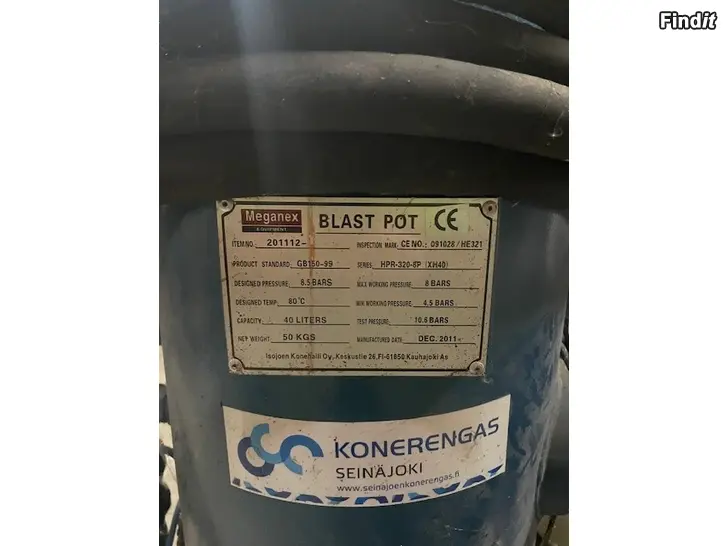 Findit
Meganex BLAST POT CE
EQUIPMENT
ITEM NO. 201112- INSPECTION MARK CE NO.: 091028 / HE321
PRODUCT STANDARD GB150-99 SERIES HPR-320-8P (XH40)
DESIGNED PRESSURE 8.5 BARS MAX WORKING PRESSURE 8 BARS
DESIGNED TEMP 80°C MIN WORKING PRESSURE 4.5 BARS
CAPACITY 40 LITERS TEST PRESSURE 10.6 BARS
NET WEIGHT 50 KGS MANUFACTURED DATE DEC. 2011
Isojoen Konehalli Oy, Keskustie 26, FI-61850 Kauhajoki As
KONERENGAS
SEINÄJOKI
www.seinäjoenkonerengas.fi